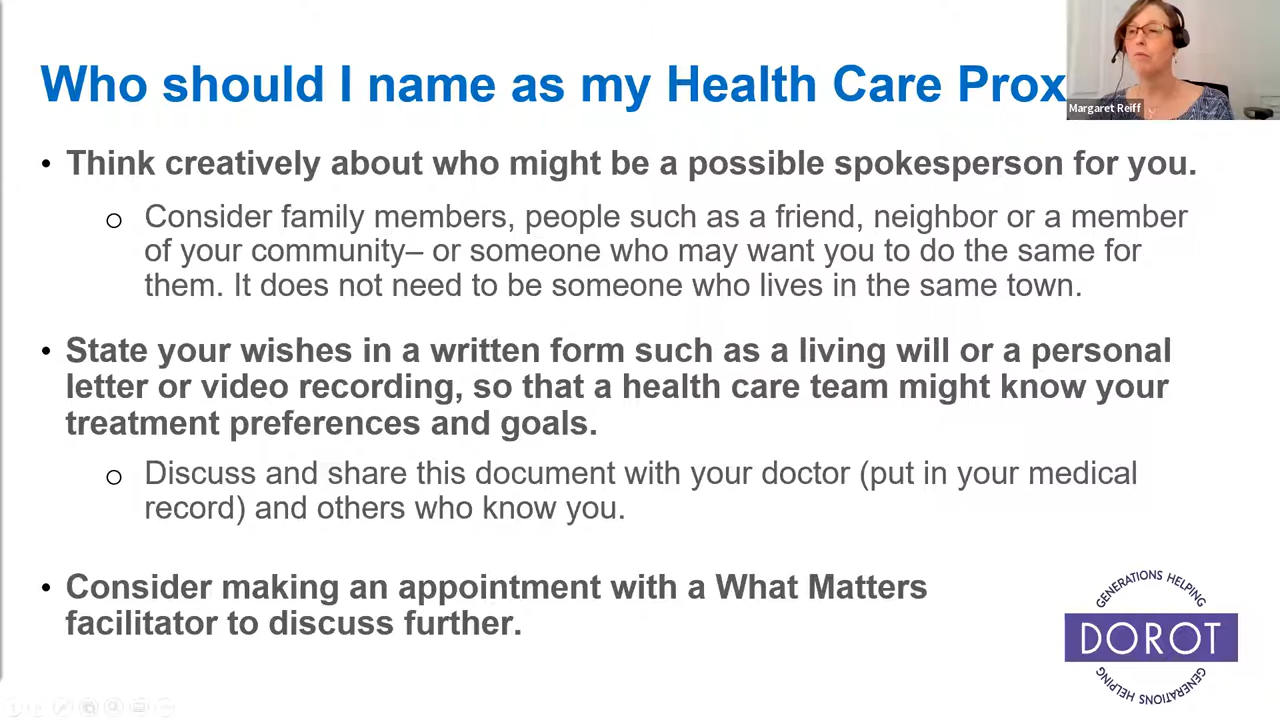 Who should I name as my Health Care Prox
Margaret Reiff
• Think creatively about who might be a possible spokesperson for you.
o Consider family members, people such as a friend, neighbor or a member
of your community– or someone who may want you to do the same for
them. It does not need to be someone who lives in the same town.
• State your wishes in a written form such as a living will or a personal
letter or video recording, so that a health care team might know your
treatment preferences and goals.
o Discuss and share this document with your doctor (put in your medical
record) and others who know you.
• Consider making an appointment with a What Matters
facilitator to discuss further.
GENERATIONS HELPING
DOROT
GENERATIONS HELPING